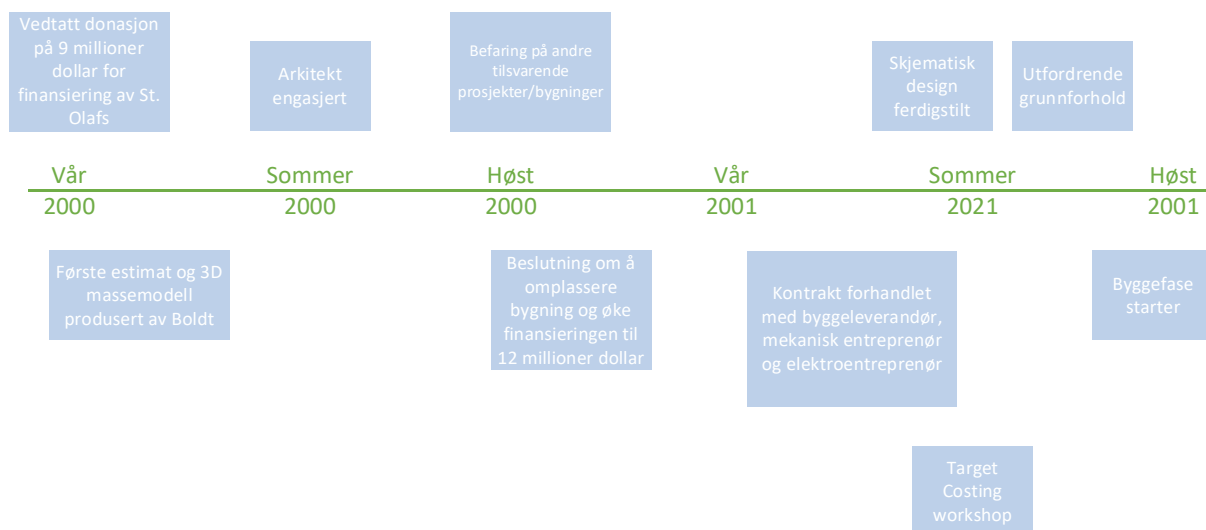 Vedtatt donasjon
på 9 millioner
dollar for
finansiering av St.
Olafs
Arkitekt
engasjert
Befaring på andre
tilsvarende
prosjekter/bygninger
Skjematisk
design
ferdigstilt
Utfordrende
grunnforhold
Vår
2000
Sommer
2000
Høst
2000
Vår
2001
Sommer
2021
Høst
2001
Første estimat og 3D
massemodell
produsert av Boldt
Beslutning om å
omplassere
bygning og øke
finansieringen til
12 millioner dollar
Kontrakt forhandlet
med byggeleverandør,
mekanisk entreprenør
og elektroentreprenør
Byggefase
starter
Target
Costing
workshop